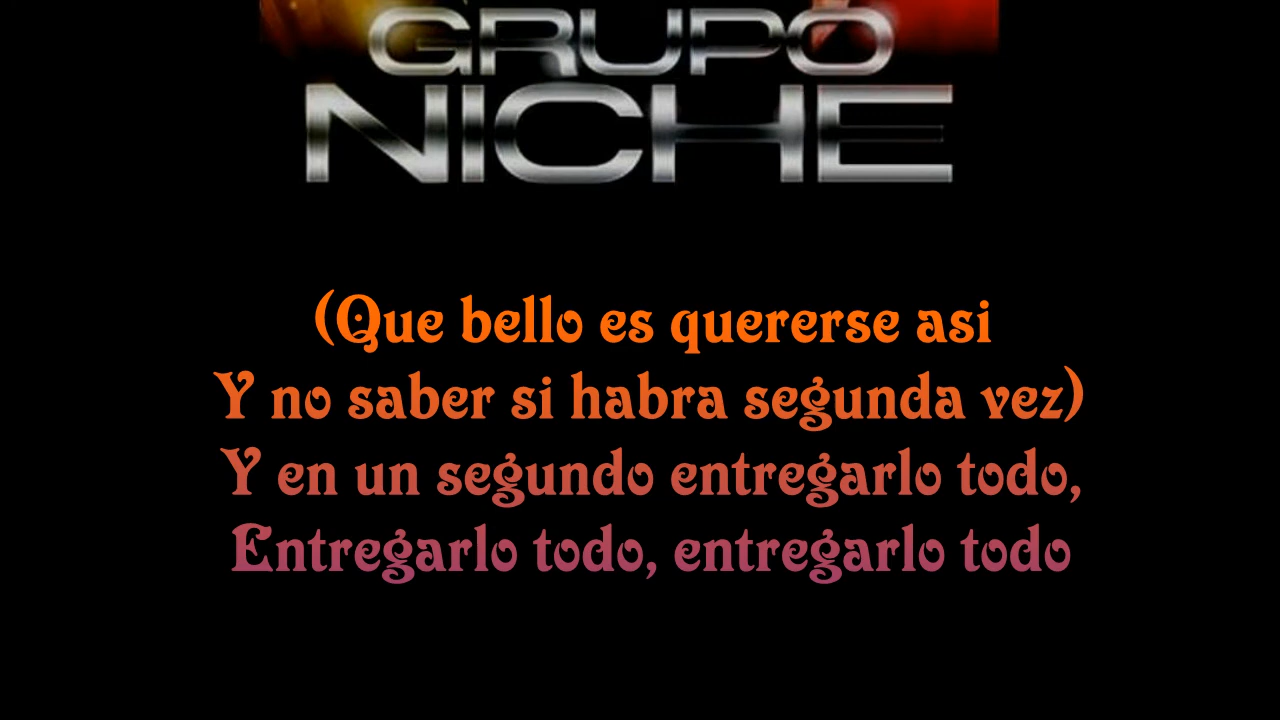 GRUPO
NICHE
(Que bello es quererse asi
Y no saber si habra segunda vez)
Y en un segundo entregarlo todo,
Entregarlo todo, entregarlo todo